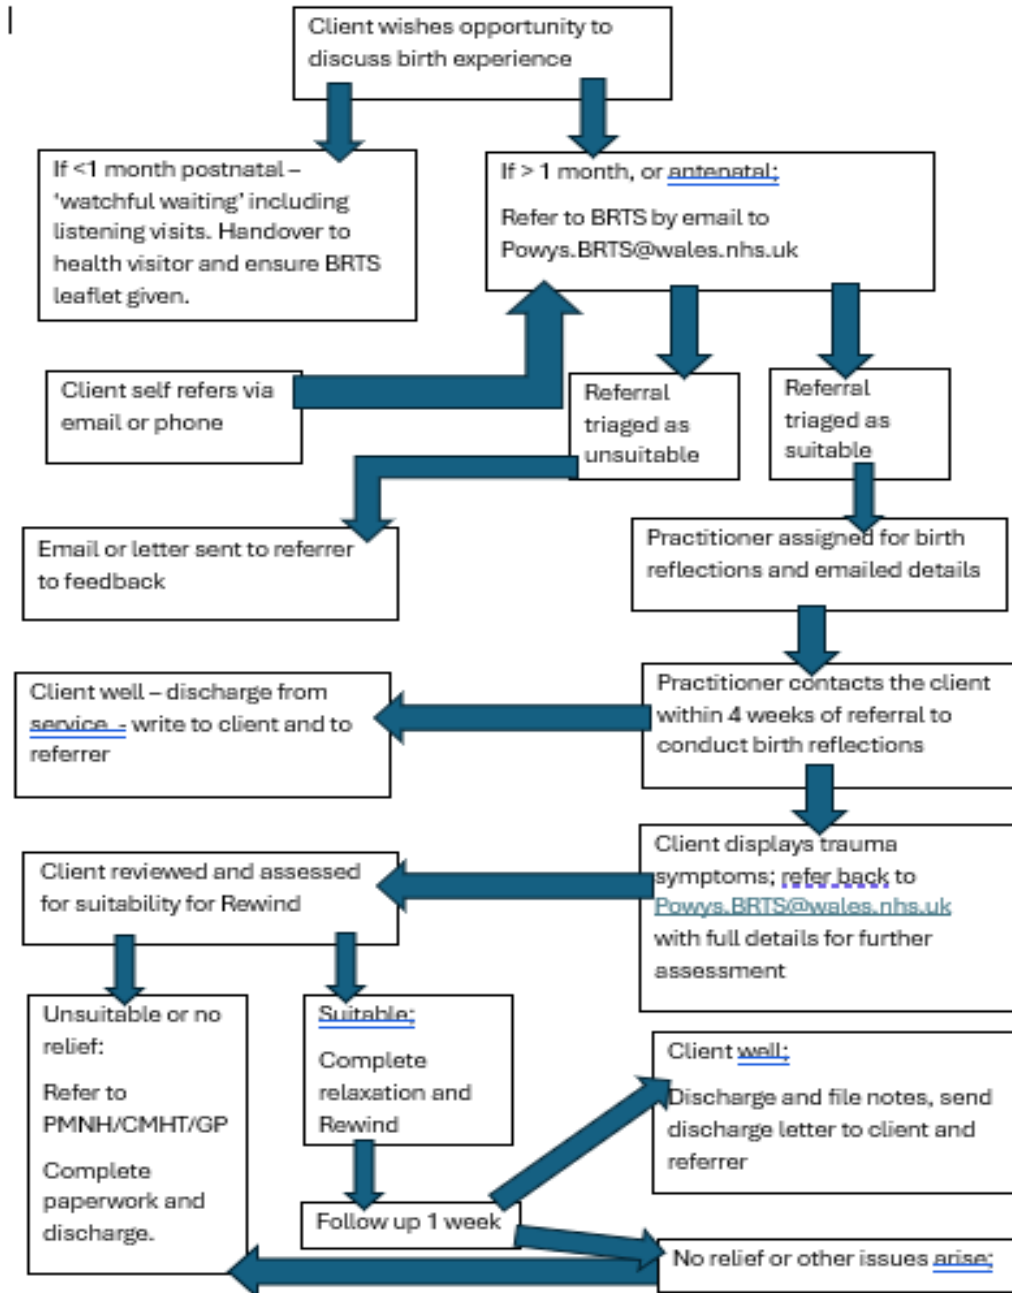 Client wishes opportunity to
discuss birth experience
If <1 month postnatal –
‘watchful waiting’ including
listening visits. Handover to
health visitor and ensure BRTS
leaflet given.
If > 1 month, or antenatal;
Refer to BRTS by email to
Powys.BRTS@wales.nhs.uk
Client self refers via
email or phone
Referral
triaged as
unsuitable
Referral
triaged as
suitable
Email or letter sent to referrer
to feedback
Practitioner assigned for birth
reflections and emailed details
Client well – discharge from
service - write to client and to
referrer
Practitioner contacts the client
within 4 weeks of referral to
conduct birth reflections
Client reviewed and assessed
for suitability for Rewind
Client displays trauma
symptoms; refer back to
Powys.BRTS@wales.nhs.uk
with full details for further
assessment
Unsuitable or no
relief:
Refer to
PMNH/CMHT/GP
Complete
paperwork and
discharge.
Suitable;
Complete
relaxation and
Rewind
Client well;
Discharge and file notes, send
discharge letter to client and
referrer
Follow up 1 week
No relief or other issues arise;